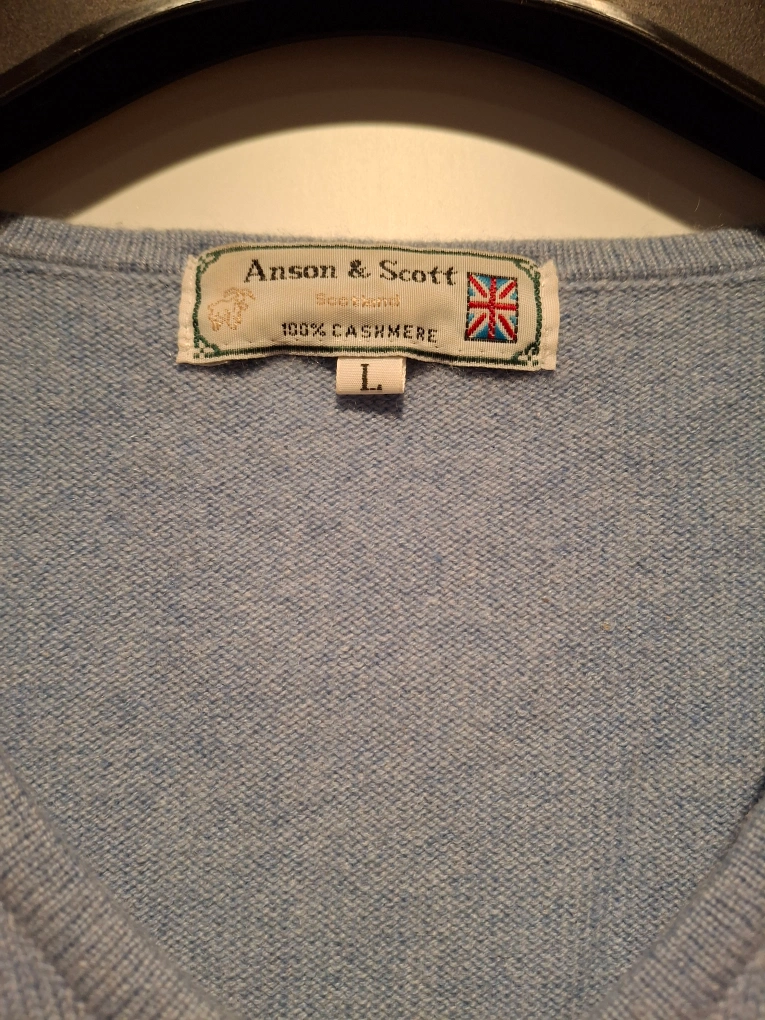 Anson & Scott
Scotland
100% CASHMERE
L